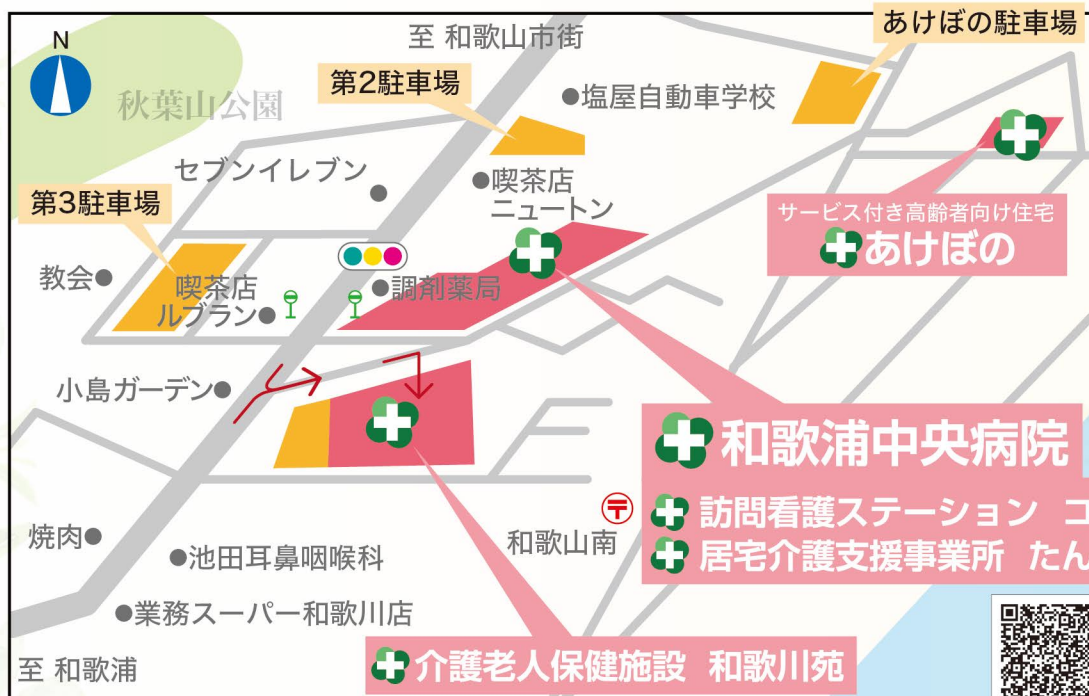 あけぼの駐車場
至 和歌山市街
N
秋葉山公園
第2駐車場
塩屋自動車学校
セブンイレブン
喫茶店
ニュートン
第3駐車場
サービス付き高齢者向け住宅
あけぼの
教会
喫茶店
ルブラン
調剤薬局
小島ガーデン
和歌浦中央病院
訪問看護ステーション コ
居宅介護支援事業所 たん
〒
和歌山南
焼肉
池田耳鼻咽喉科
業務スーパー和歌川店
介護老人保健施設 和歌川苑
至 和歌浦